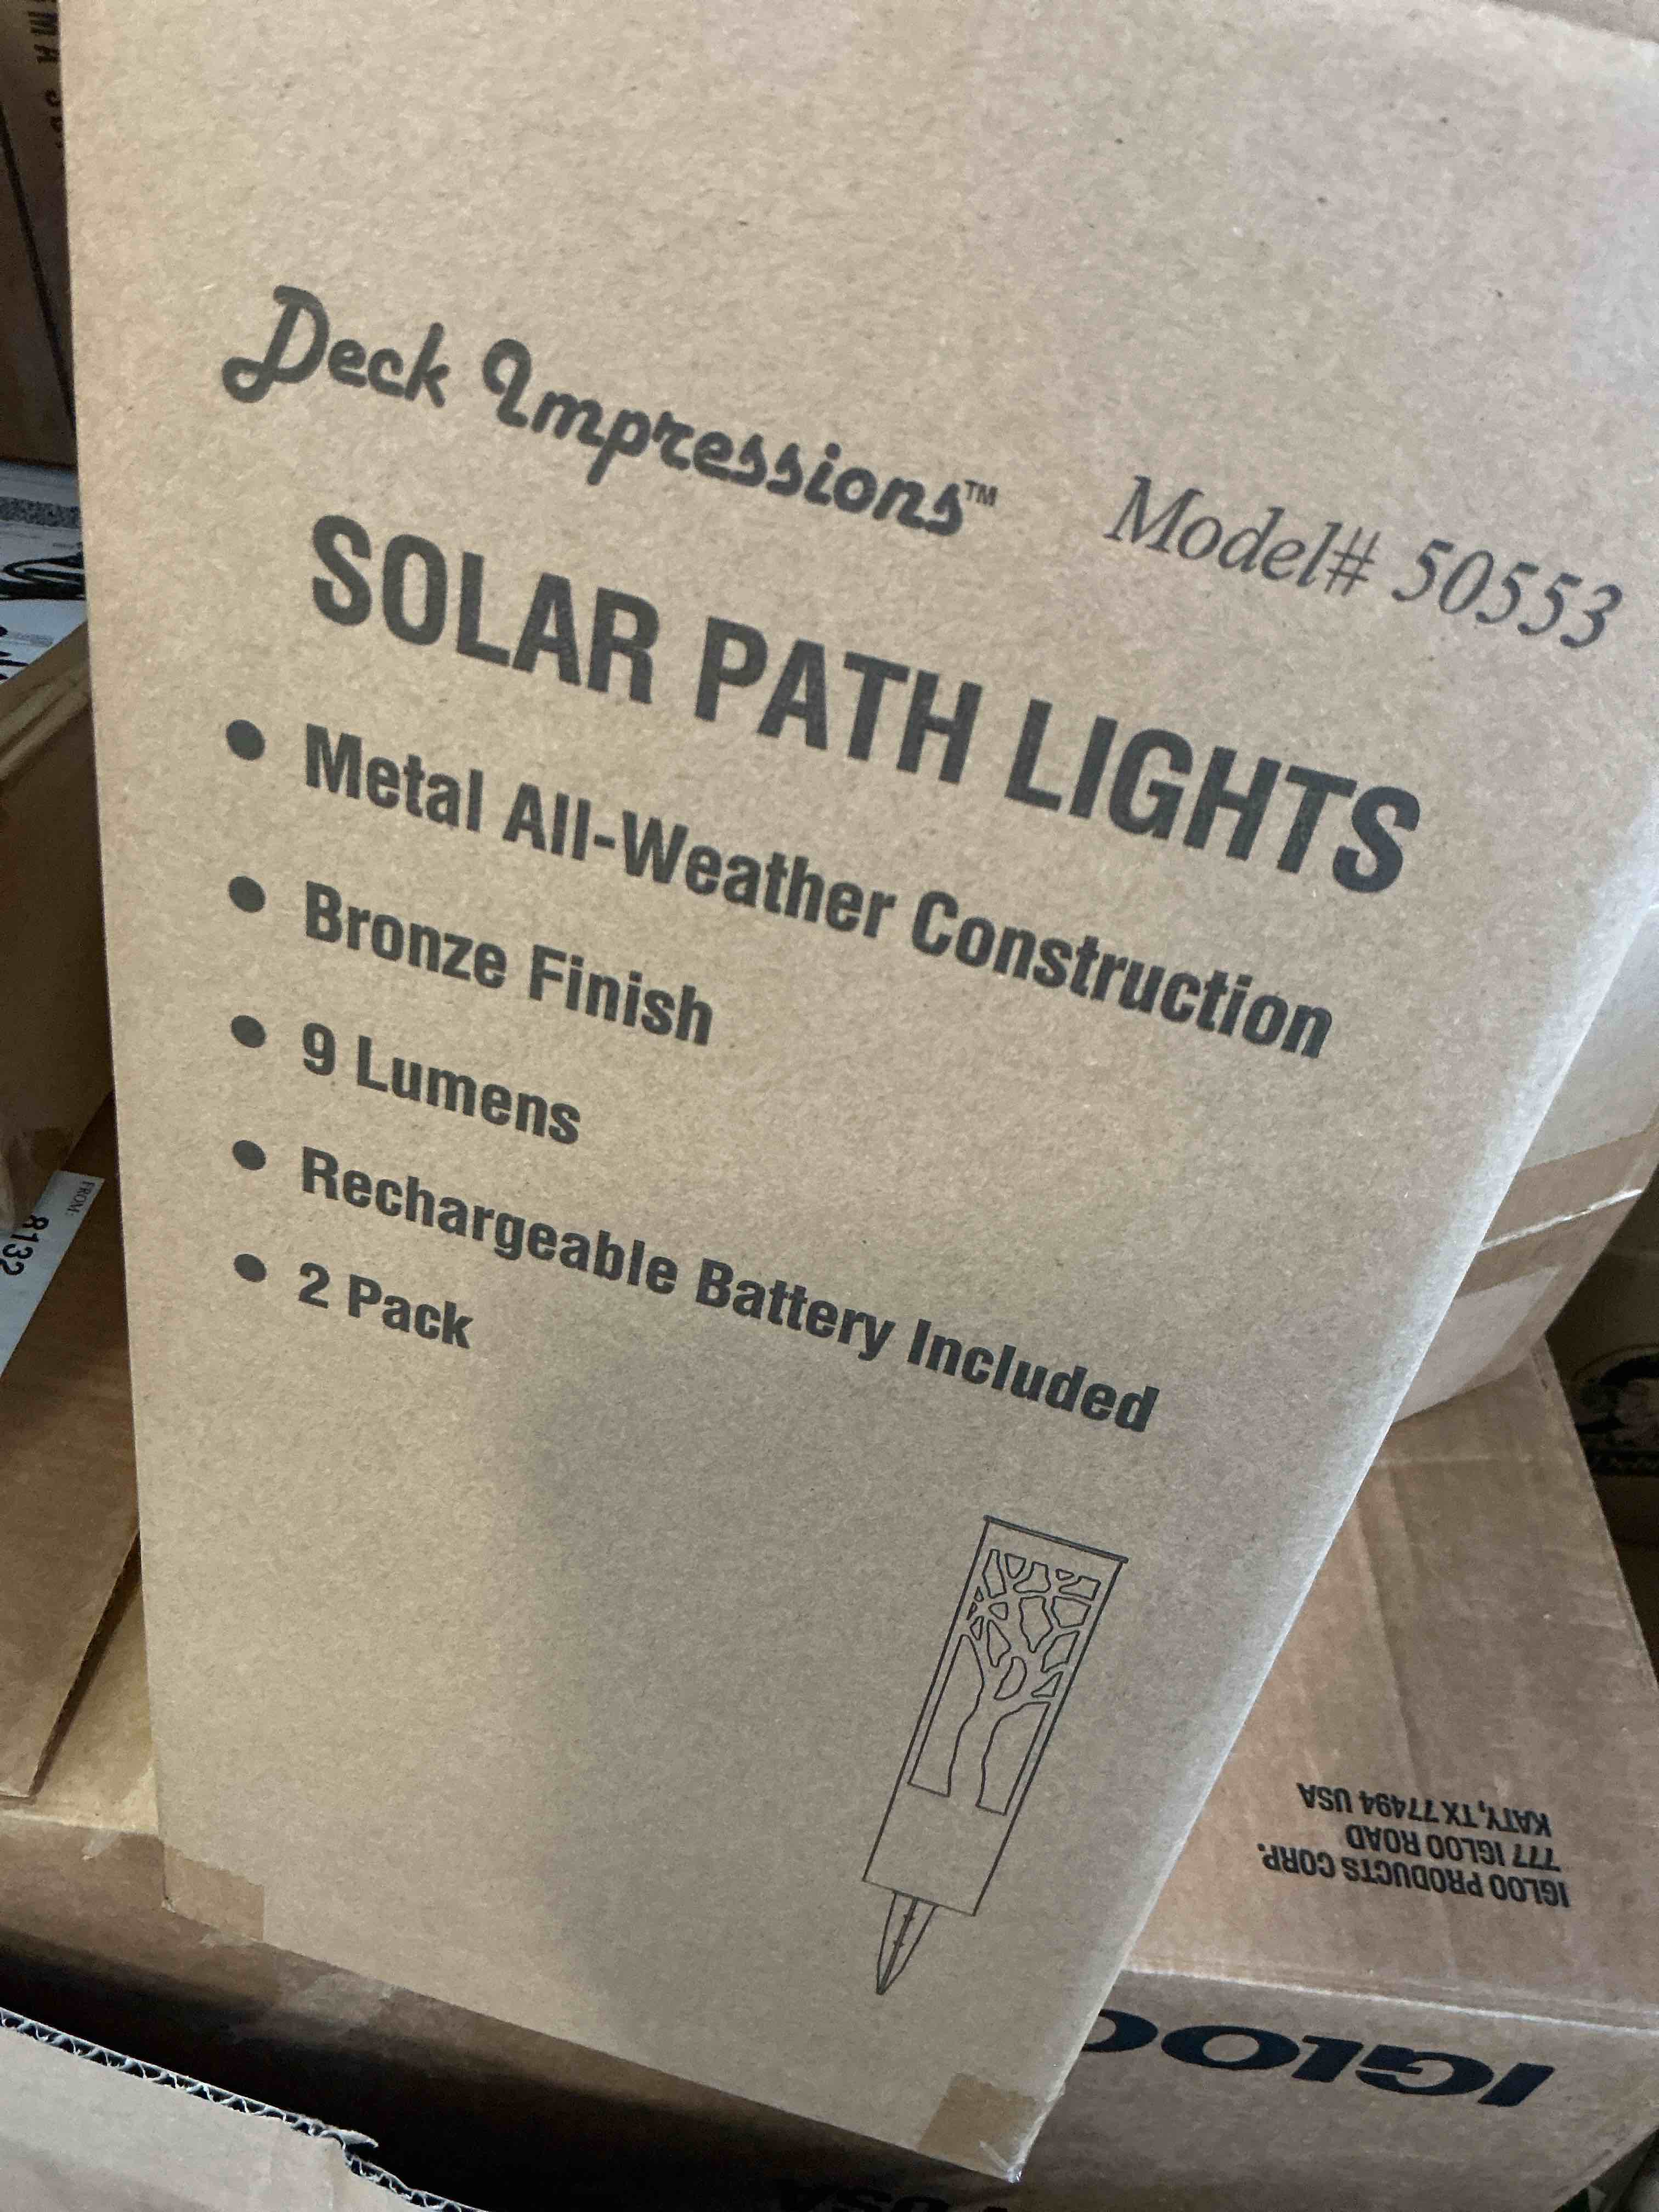 Deck Impressions™ Model# 50553
SOLAR PATH LIGHTS
• Metal All-Weather Construction
• Bronze Finish
• 9 Lumens
• Rechargeable Battery Included
• 2 Pack
FROM:
8132
IGLOO PRODUCTS CORP.
777 IGLOO ROAD
KATY, TX 77494 USA
IGLOO
USA